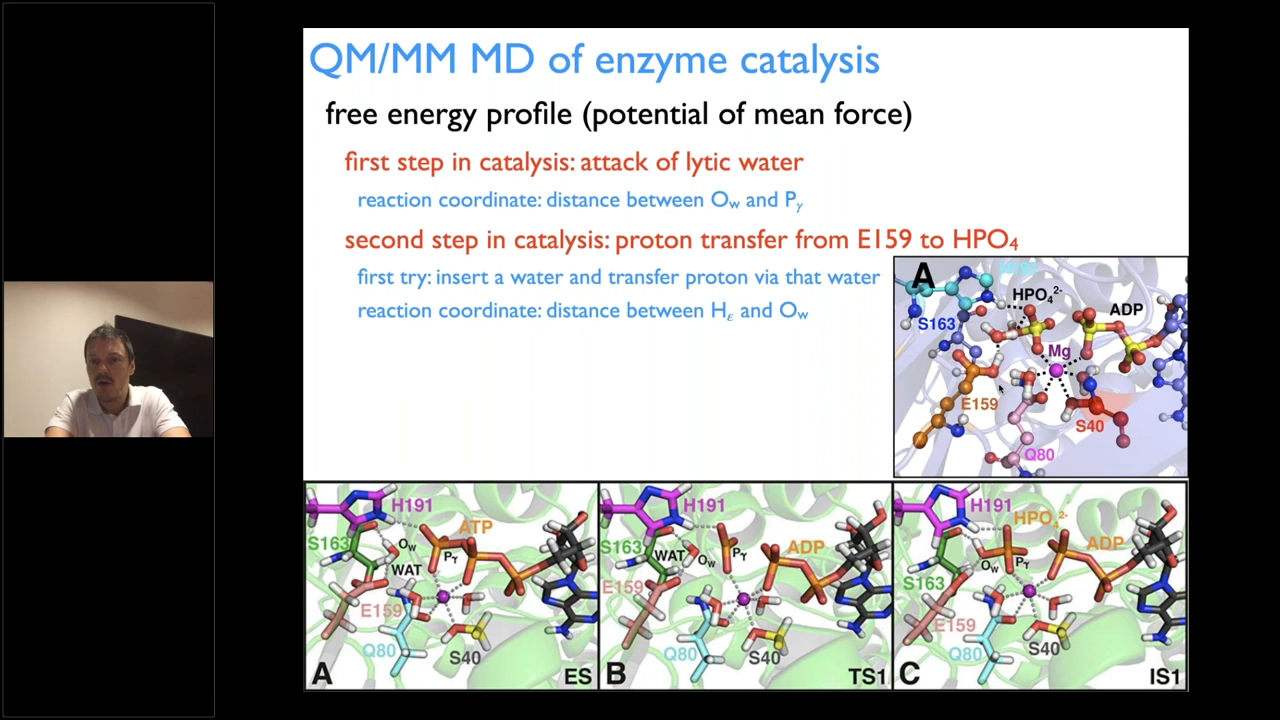 QM/MM MD of enzyme catalysis
free energy profile (potential of mean force)
first step in catalysis: attack of lytic water
reaction coordinate: distance between Ow and Pγ
second step in catalysis: proton transfer from E159 to HPO4
first try: insert a water and transfer proton via that water
reaction coordinate: distance between Hε and Ow
A
HPO4 2-
ADP
S163
Mg
E159
S40
Q80
H191
ATP
S163
Ow
Pγ
WAT
E159
Q80
S40
A
ES
H191
S163
WAT
Ow
Pγ
ADP
E159
Q80
S40
B
TS1
H191
HPO4 2-
ADP
S163
Ow
Pγ
E159
Q80
S40
C
IS1